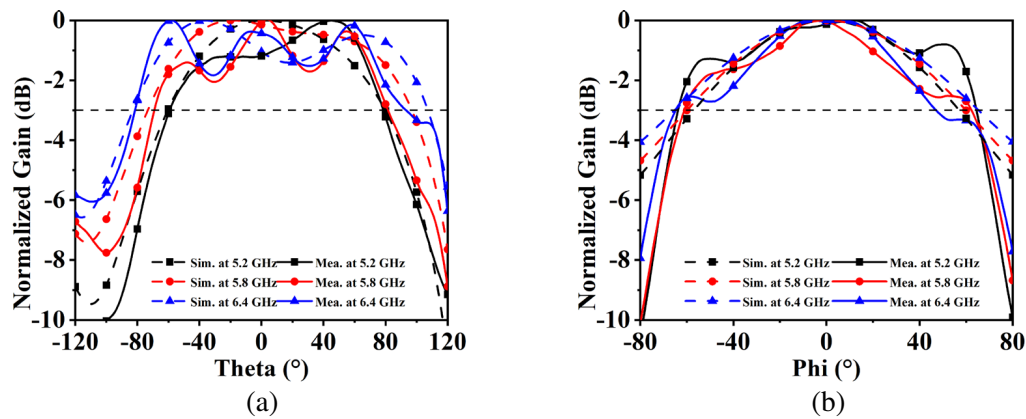 0
-2
-4
-6
-8
-10
Normalized Gain (dB)
Sim. at 5.2 GHz
Mea. at 5.2 GHz
Sim. at 5.8 GHz
Mea. at 5.8 GHz
Sim. at 6.4 GHz
Mea. at 6.4 GHz
-120 -80 -40 0 40 80 120
Theta (°)
(a)
0
-2
-4
-6
-8
-10
Normalized Gain (dB)
Sim. at 5.2 GHz
Mea. at 5.2 GHz
Sim. at 5.8 GHz
Mea. at 5.8 GHz
Sim. at 6.4 GHz
Mea. at 6.4 GHz
-80 -40 0 40 80
Phi (°)
(b)